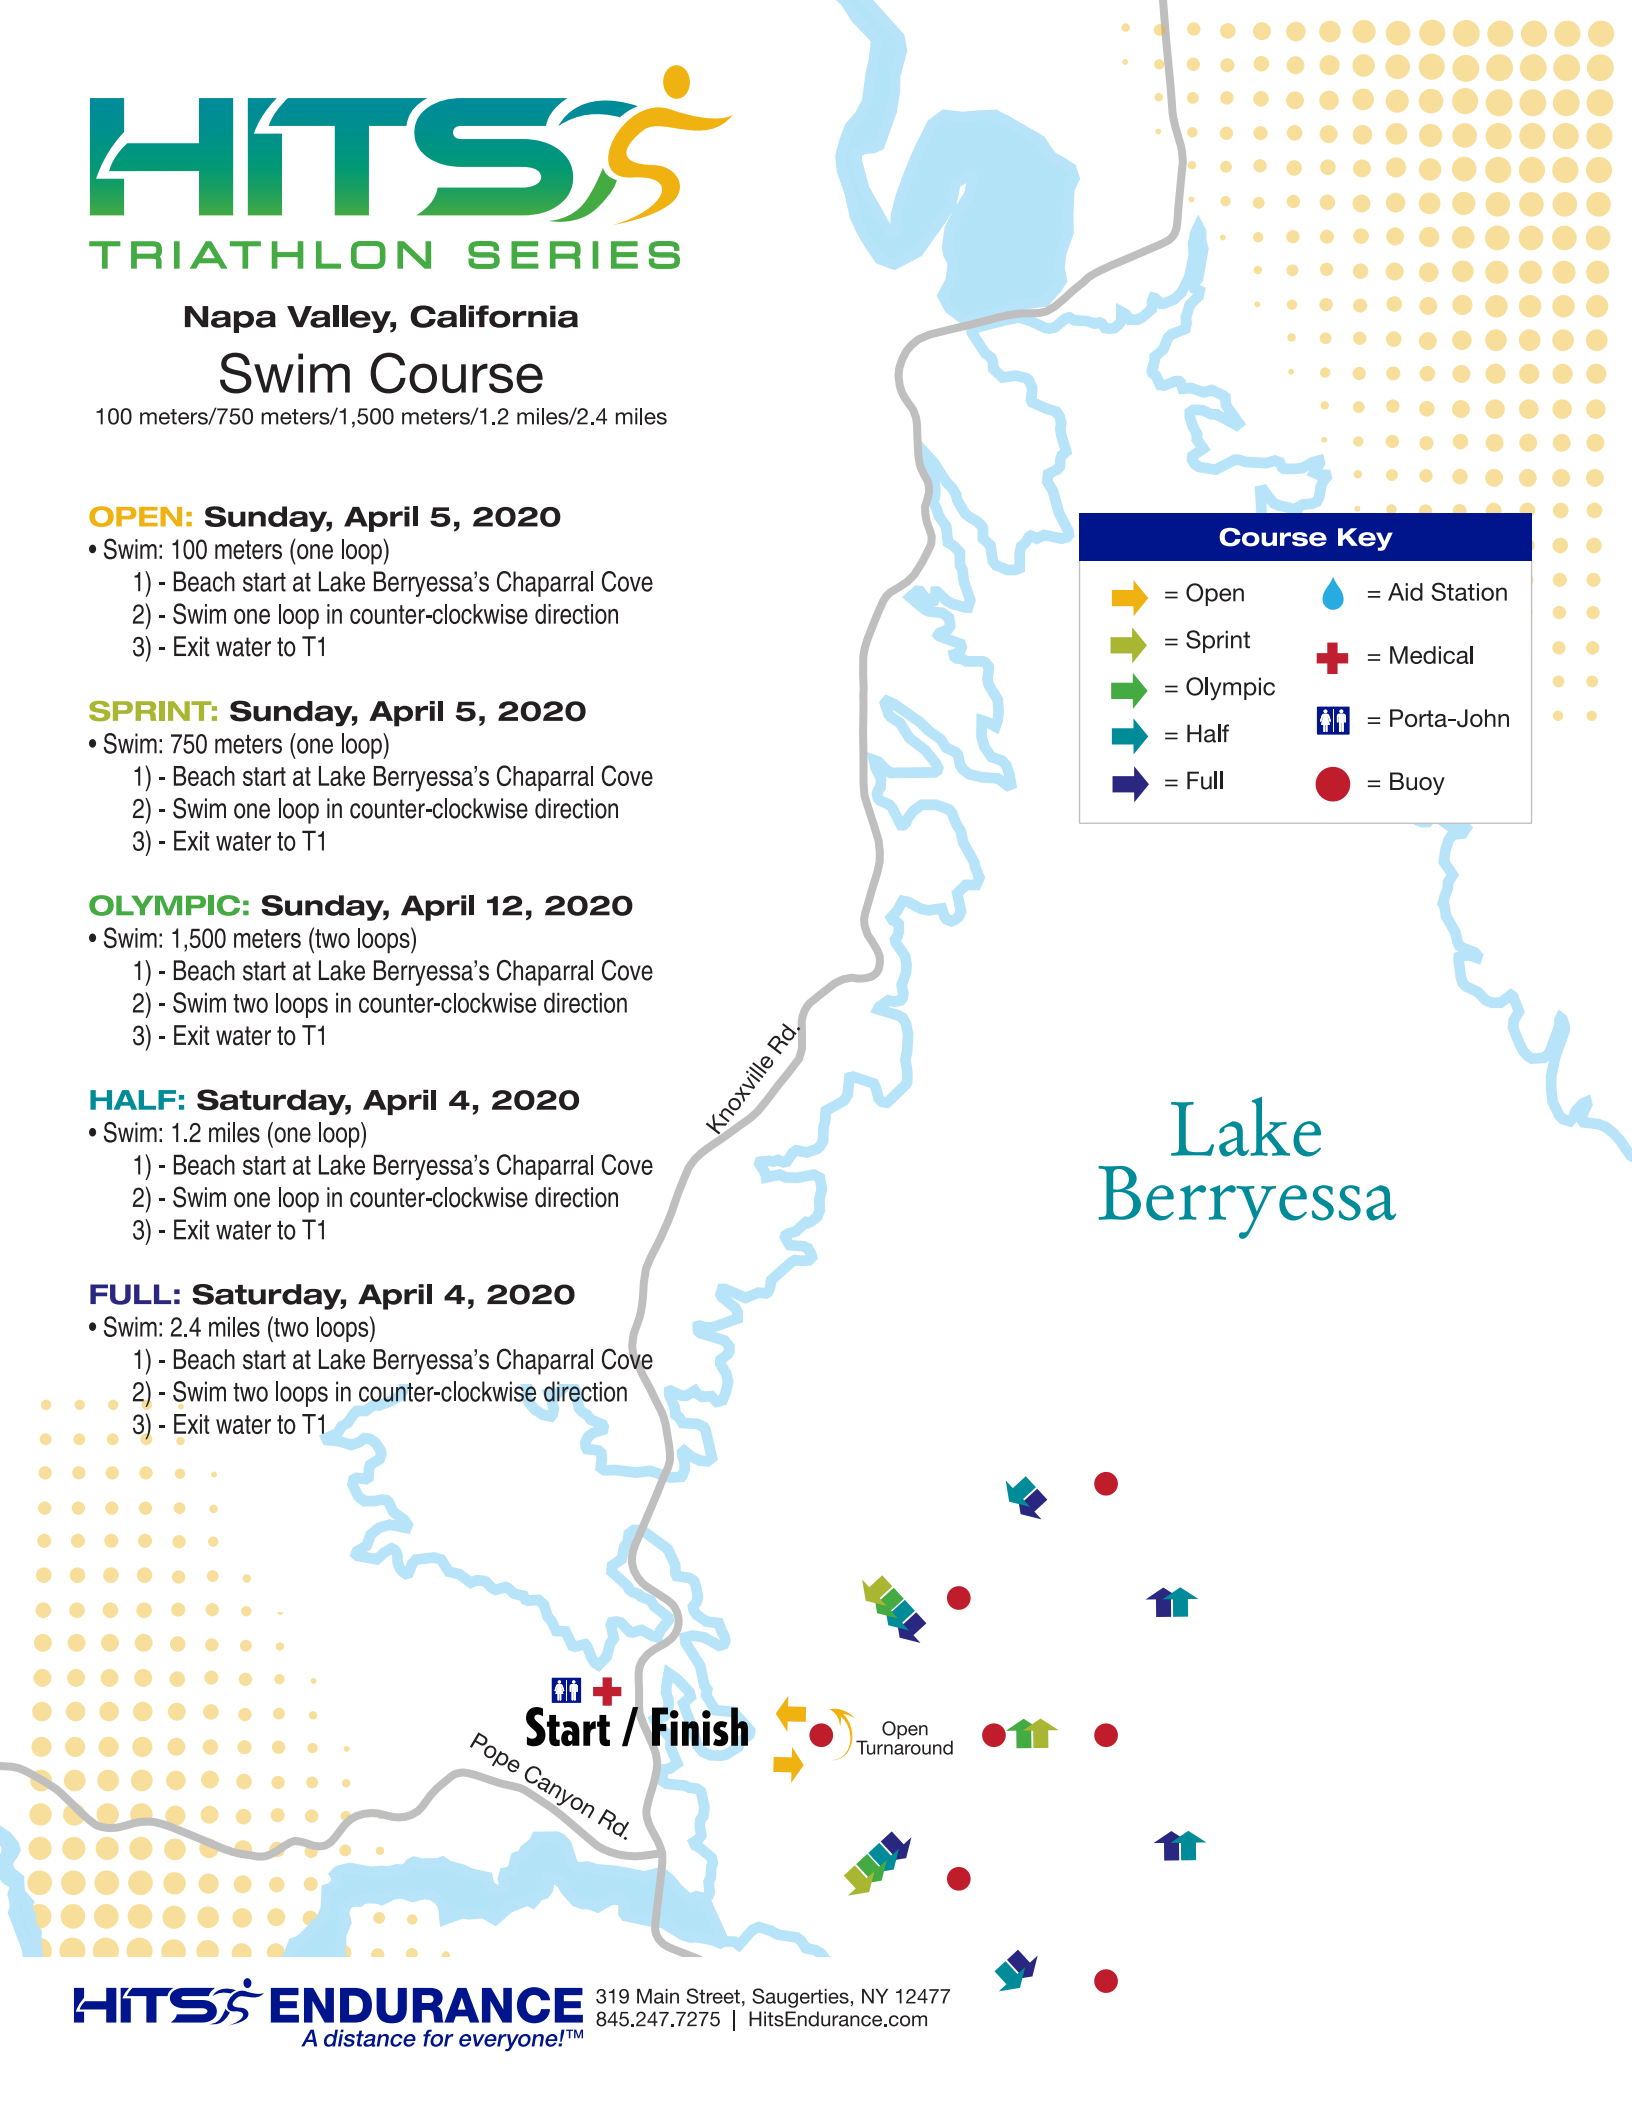 HITS
TRIATHLON SERIES
Napa Valley, California
Swim Course
100 meters/750 meters/1,500 meters/1.2 miles/2.4 miles
OPEN: Sunday, April 5, 2020
• Swim: 100 meters (one loop)
1) - Beach start at Lake Berryessa's Chaparral Cove
2) - Swim one loop in counter-clockwise direction
3) - Exit water to T1
SPRINT: Sunday, April 5, 2020
• Swim: 750 meters (one loop)
1) - Beach start at Lake Berryessa's Chaparral Cove
2) - Swim one loop in counter-clockwise direction
3) - Exit water to T1
OLYMPIC: Sunday, April 12, 2020
• Swim: 1,500 meters (two loops)
1) - Beach start at Lake Berryessa's Chaparral Cove
2) - Swim two loops in counter-clockwise direction
3) - Exit water to T1
HALF: Saturday, April 4, 2020
• Swim: 1.2 miles (one loop)
1) - Beach start at Lake Berryessa's Chaparral Cove
2) - Swim one loop in counter-clockwise direction
3) - Exit water to T1
FULL: Saturday, April 4, 2020
• Swim: 2.4 miles (two loops)
1) - Beach start at Lake Berryessa's Chaparral Cove
2) - Swim two loops in counter-clockwise direction
3) - Exit water to T1
Course Key
= Open
= Sprint
= Olympic
= Half
= Full
= Aid Station
= Medical
= Porta-John
= Buoy
Knoxville Rd.
Lake
Berryessa
Start / Finish
Open
Turnaround
Pope Canyon Rd.
HITS ENDURANCE
A distance for everyone!™
319 Main Street, Saugerties, NY 12477
845.247.7275 | HitsEndurance.com